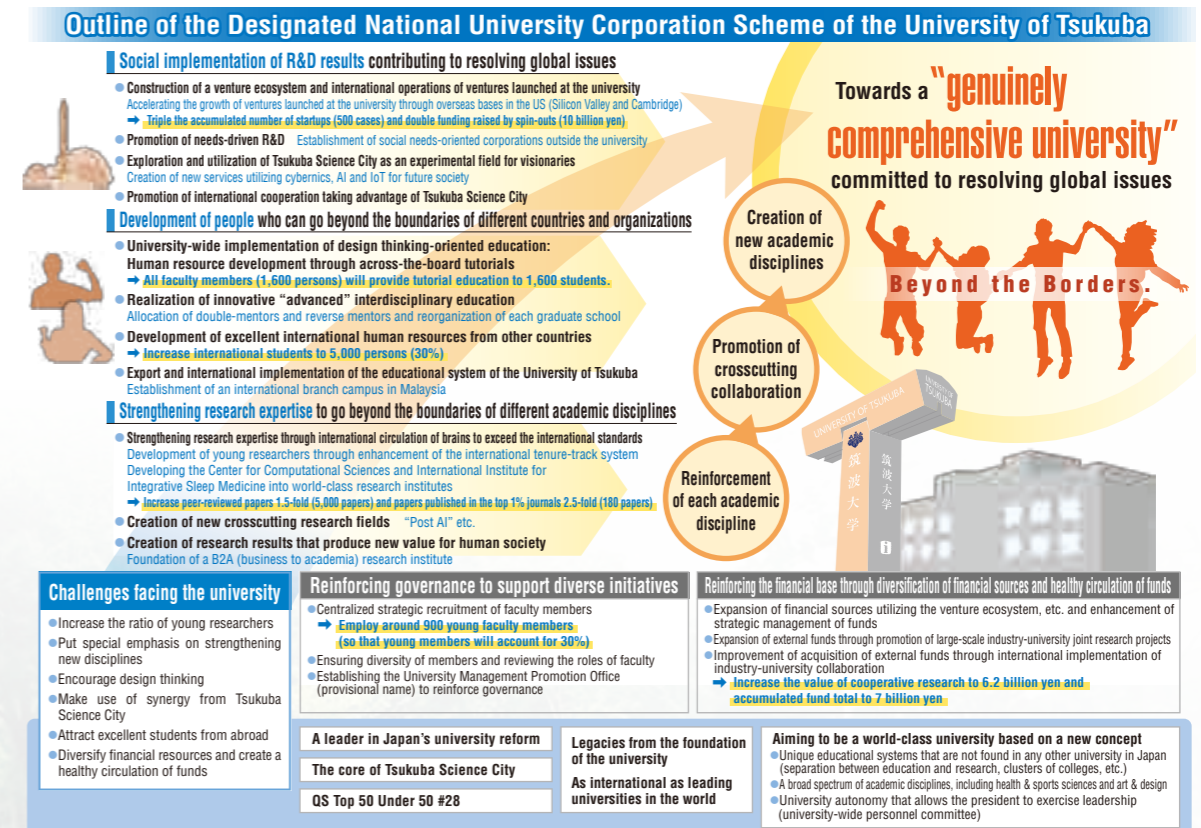 Outline of the Designated National University Corporation Scheme of the University of Tsukuba
Social implementation of R&D results contributing to resolving global issues
●Construction of a venture ecosystem and international operations of ventures launched at the university
Accelerating the growth of ventures launched at the university through overseas bases in the US (Silicon Valley and Cambridge)
➡ Triple the accumulated number of startups (500 cases) and double funding raised by spin-outs (10 billion yen)
●Promotion of needs-driven R&D Establishment of social needs-oriented corporations outside the university
●Exploration and utilization of Tsukuba Science City as an experimental field for visionaries
Creation of new services utilizing cybernics, AI and IoT for future society
●Promotion of international cooperation taking advantage of Tsukuba Science City
Development of people who can go beyond the boundaries of different countries and organizations
●University-wide implementation of design thinking-oriented education:
Human resource development through across-the-board tutorials
➡ All faculty members (1,600 persons) will provide tutorial education to 1,600 students.
●Realization of innovative “advanced” interdisciplinary education
Allocation of double-mentors and reverse mentors and reorganization of each graduate school
●Development of excellent international human resources from other countries
➡ Increase international students to 5,000 persons (30%)
●Export and international implementation of the educational system of the University of Tsukuba
Establishment of an international branch campus in Malaysia
Strengthening research expertise to go beyond the boundaries of different academic disciplines
●Strengthening research expertise through international circulation of brains to exceed the international standards
Development of young researchers through enhancement of the international tenure-track system
Developing the Center for Computational Sciences and International Institute for
Integrative Sleep Medicine into world-class research institutes
➡ Increase peer-reviewed papers 1.5-fold (5,000 papers) and papers published in the top 1% journals 2.5-fold (180 papers)
●Creation of new crosscutting research fields “Post AI” etc.
●Creation of research results that produce new value for human society
Foundation of a B2A (business to academia) research institute
Towards a “genuinely
comprehensive university”
committed to resolving global issues
Beyond the Borders.
Creation of
new academic
disciplines
Promotion of
crosscutting
collaboration
Reinforcement
of each academic
discipline
UNIVERSITY OF TSUKUBA
UNIVERSITY OF
TSUKUBA
筑波大学
筑波大学
i
Challenges facing the university
●Increase the ratio of young researchers
●Put special emphasis on strengthening
new disciplines
●Encourage design thinking
●Make use of synergy from Tsukuba
Science City
●Attract excellent students from abroad
●Diversify financial resources and create a
healthy circulation of funds
Reinforcing governance to support diverse initiatives
●Centralized strategic recruitment of faculty members
➡ Employ around 900 young faculty members
(so that young members will account for 30%)
●Ensuring diversity of members and reviewing the roles of faculty
●Establishing the University Management Promotion Office
(provisional name) to reinforce governance
Reinforcing the financial base through diversification of financial sources and healthy circulation of funds
●Expansion of financial sources utilizing the venture ecosystem, etc. and enhancement of
strategic management of funds
●Expansion of external funds through promotion of large-scale industry-university joint research projects
●Improvement of acquisition of external funds through international implementation of
industry-university collaboration
➡ Increase the value of cooperative research to 6.2 billion yen and
accumulated fund total to 7 billion yen
A leader in Japan’s university reform
The core of Tsukuba Science City
QS Top 50 Under 50 #28
Legacies from the foundation
of the university
As international as leading
universities in the world
Aiming to be a world-class university based on a new concept
●Unique educational systems that are not found in any other university in Japan
(separation between education and research, clusters of colleges, etc.)
●A broad spectrum of academic disciplines, including health & sports sciences and art & design
●University autonomy that allows the president to exercise leadership
(university-wide personnel committee)